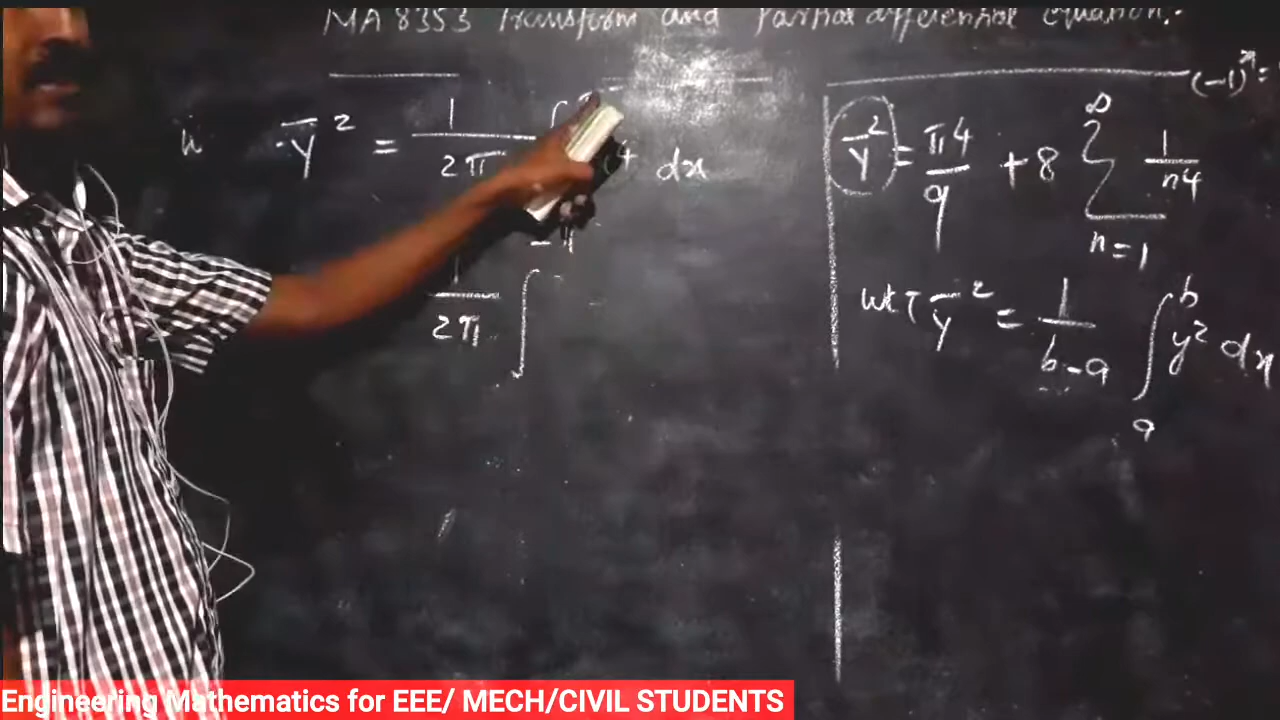 MA 8353 Transform and Partial differential equation.
(-1)^n =
ȳ² = 1/2π ∫ x⁴ dx
1/2π ∫
ȳ² = π4/9 + 8 ∑ n=1 ∞ 1/n4
WKT ȳ² = 1/b-a ∫ a b y² dx
Engineering Mathematics for EEE/ MECH/CIVIL STUDENTS